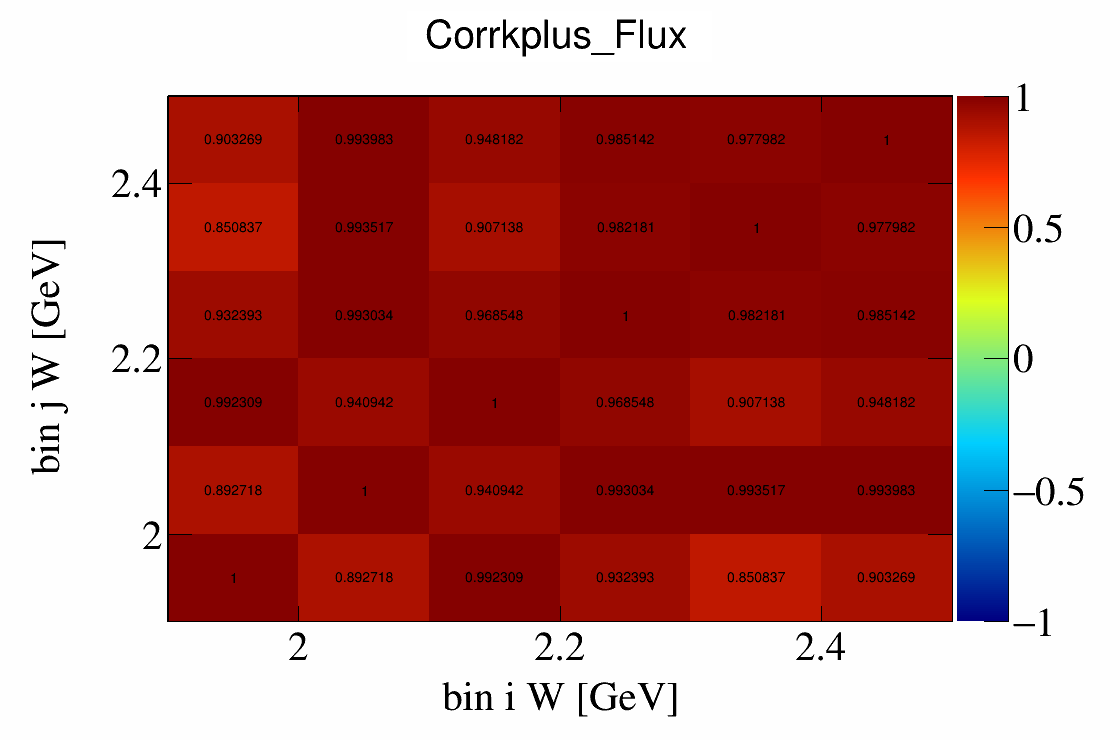 Corrkplus_Flux
0.903269 0.993983 0.948182 0.985142 0.977982 1
0.850837 0.993517 0.907138 0.982181 1 0.977982
0.932393 0.993034 0.968548 1 0.982181 0.985142
0.992309 0.940942 1 0.968548 0.907138 0.948182
0.892718 1 0.940942 0.993034 0.993517 0.993983
1 0.892718 0.992309 0.932393 0.850837 0.903269
2.4
2.2
2
bin j W [GeV]
2 2.2 2.4
bin i W [GeV]
1
0.5
0
−0.5
−1